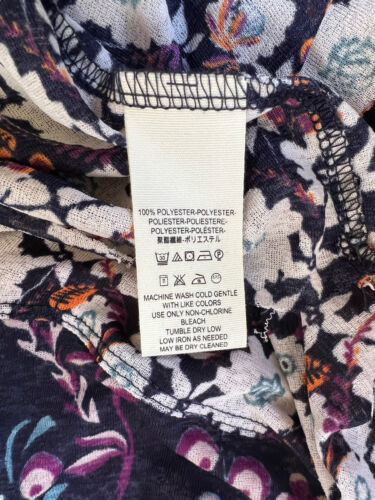 100% POLYESTER-POLYESTER-
POLIESTER-POLIESTERE-
POLYESTER-POLÉSTER-
聚酯纖維-ポリエステル
30
MACHINE WASH COLD GENTLE
WITH LIKE COLORS
USE ONLY NON-CHLORINE
BLEACH
TUMBLE DRY LOW
LOW IRON AS NEEDED
MAY BE DRY CLEANED